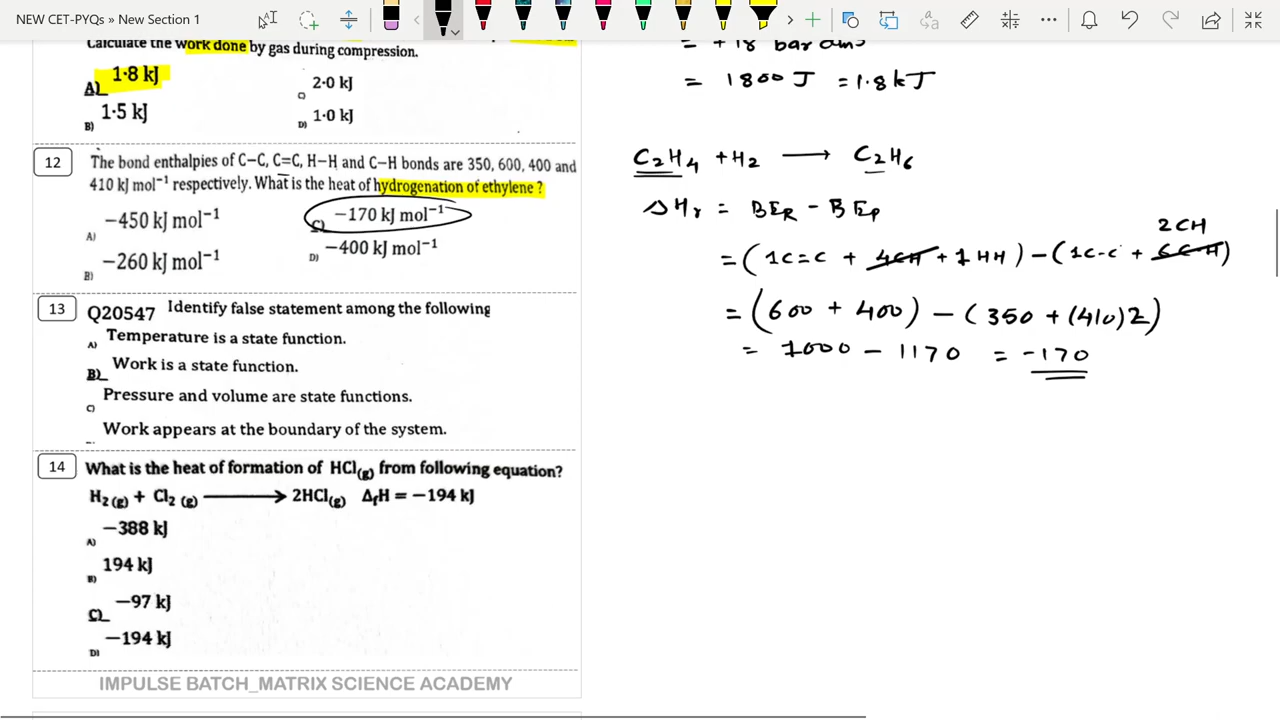 NEW CET-PYQs » New Section 1
Calculate the work done by gas during compression.
A) 1·8 kJ
C) 2·0 kJ
B) 1·5 kJ
D) 1·0 kJ
12
The bond enthalpies of C−C, C=C, H−H and C−H bonds are 350, 600, 400 and
410 kJ mol⁻¹ respectively. What is the heat of hydrogenation of ethylene ?
A) −450 kJ mol⁻¹
C) −170 kJ mol⁻¹
B) −260 kJ mol⁻¹
D) −400 kJ mol⁻¹
13
Q20547 Identify false statement among the following
A) Temperature is a state function.
B) Work is a state function.
C) Pressure and volume are state functions.
Work appears at the boundary of the system.
14
What is the heat of formation of HCl(g) from following equation?
H₂(g) + Cl₂(g) ⟶ 2HCl(g) ΔfH = −194 kJ
A) −388 kJ
B) 194 kJ
C) −97 kJ
D) −194 kJ
IMPULSE BATCH_MATRIX SCIENCE ACADEMY
= +18 bar dm³
= 1800 J = 1.8 kJ
C₂H₄ + H₂ ⟶ C₂H₆
ΔHr = BER − BEP
2CH
= (1C=C + 4CH + 1HH) − (1C-C + 6C-H)
= (600 + 400) − (350 + (410)2)
= 1000 − 1170 = −170